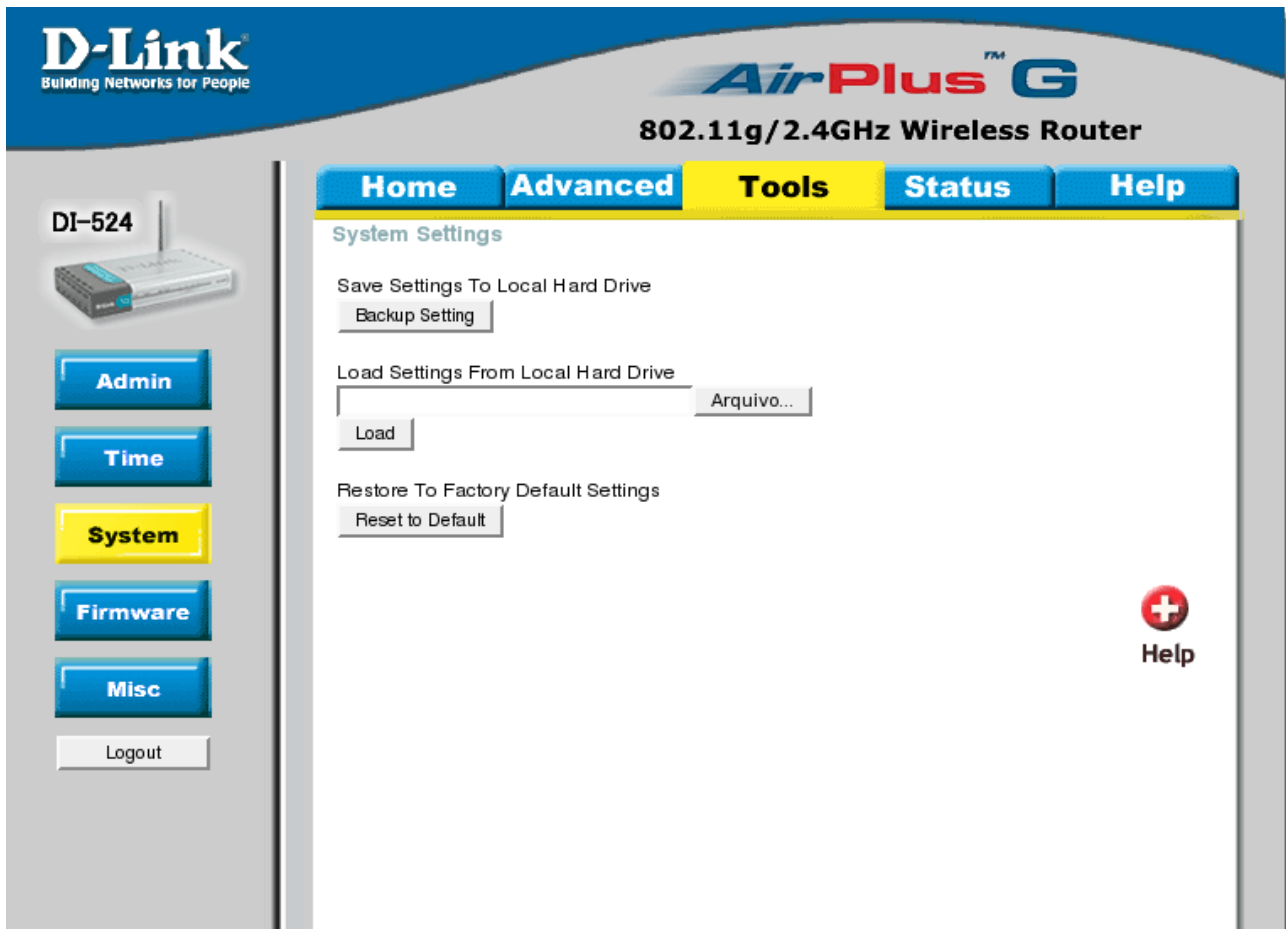 D-Link
Building Networks for People
AirPlus™G
802.11g/2.4GHz Wireless Router
DI-524
D-Link
Home
Advanced
Tools
Status
Help
System Settings
Save Settings To Local Hard Drive
Backup Setting
Load Settings From Local Hard Drive
Arquivo...
Load
Restore To Factory Default Settings
Reset to Default
Admin
Time
System
Firmware
Misc
Logout
Help